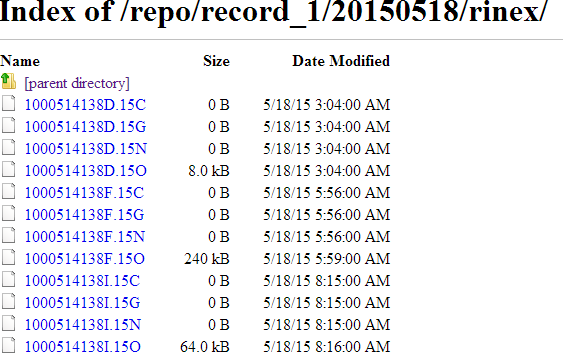 Index of /repo/record_1/20150518/rinex/
Name Size Date Modified
[parent directory]
1000514138D.15C 0 B 5/18/15 3:04:00 AM
1000514138D.15G 0 B 5/18/15 3:04:00 AM
1000514138D.15N 0 B 5/18/15 3:04:00 AM
1000514138D.15O 8.0 kB 5/18/15 3:04:00 AM
1000514138F.15C 0 B 5/18/15 5:56:00 AM
1000514138F.15G 0 B 5/18/15 5:56:00 AM
1000514138F.15N 0 B 5/18/15 5:56:00 AM
1000514138F.15O 240 kB 5/18/15 5:59:00 AM
1000514138I.15C 0 B 5/18/15 8:15:00 AM
1000514138I.15G 0 B 5/18/15 8:15:00 AM
1000514138I.15N 0 B 5/18/15 8:15:00 AM
1000514138I.15O 64.0 kB 5/18/15 8:16:00 AM